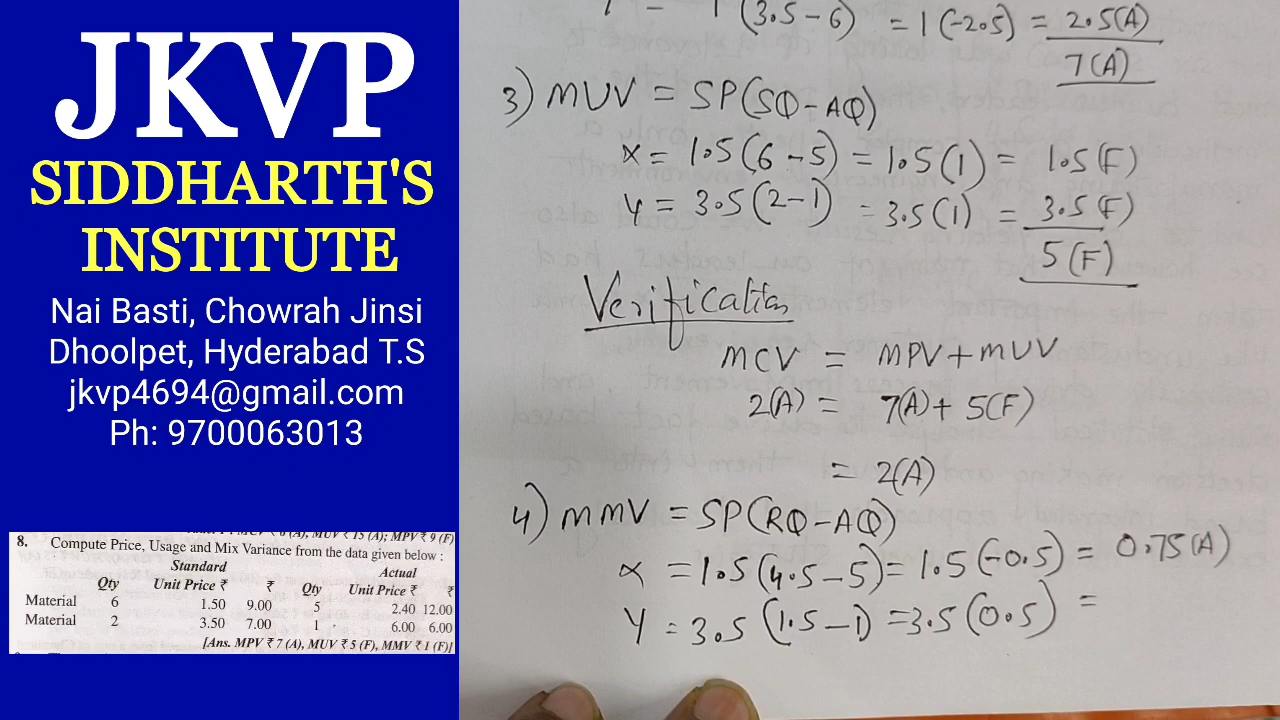 JKVP
SIDDHARTH'S
INSTITUTE
Nai Basti, Chowrah Jinsi
Dhoolpet, Hyderabad T.S
jkvp4694@gmail.com
Ph: 9700063013
MUV ₹ 15 (A); MPV ₹ 9 (F)
8. Compute Price, Usage and Mix Variance from the data given below :
Standard Actual
Qty Unit Price ₹ ₹ Qty Unit Price ₹ ₹
Material 6 1.50 9.00 5 2.40 12.00
Material 2 3.50 7.00 1 6.00 6.00
[Ans. MPV ₹ 7 (A), MUV ₹ 5 (F), MMV ₹ 1 (F)]
(3.5-6) = 1(-2.5) = 2.5(A)
7(A)
3) MUV = SP(SQ-AQ)
X = 1.5(6-5) = 1.5(1) = 1.5(F)
Y = 3.5(2-1) = 3.5(1) = 3.5(F)
5(F)
Verification
MCV = MPV+MUV
2(A) = 7(A)+ 5(F)
= 2(A)
4) MMV = SP(RQ-AQ)
X = 1.5(4.5-5) = 1.5(-0.5) = 0.75(A)
Y = 3.5(1.5-1) = 3.5(0.5) =